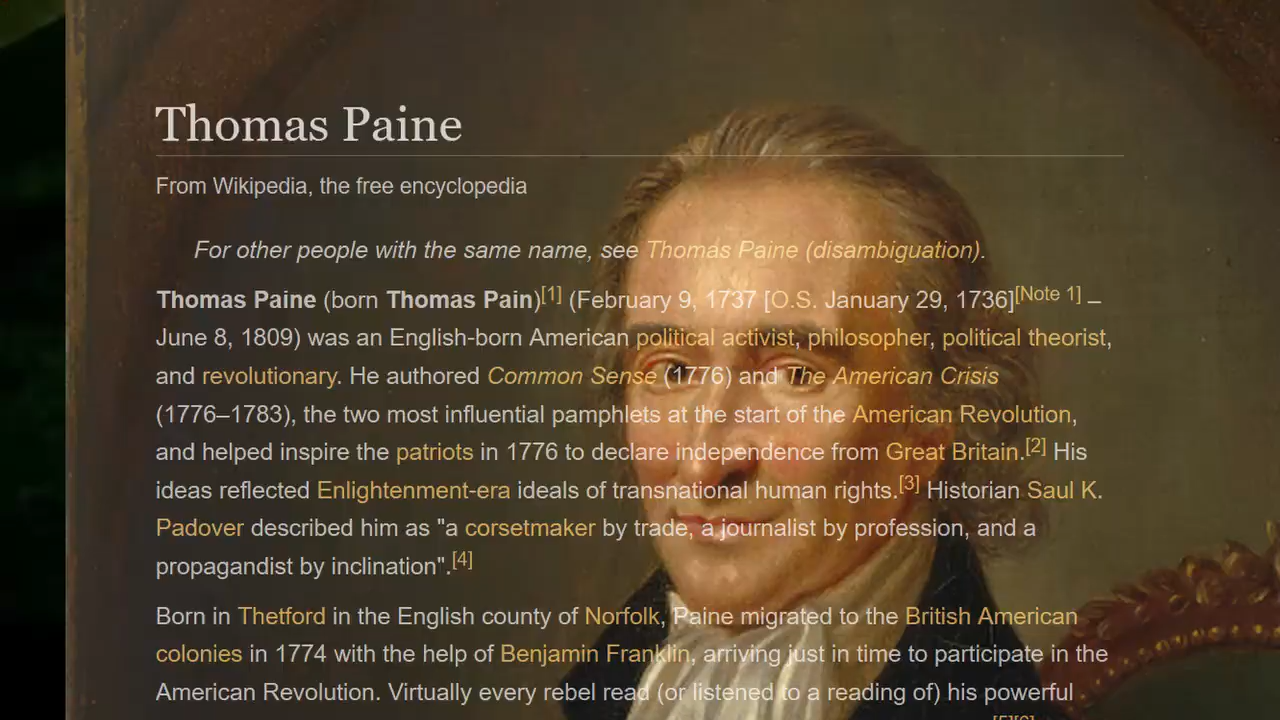 Thomas Paine
From Wikipedia, the free encyclopedia
For other people with the same name, see Thomas Paine (disambiguation).
Thomas Paine (born Thomas Pain)[1] (February 9, 1737 [O.S. January 29, 1736][Note 1] –
June 8, 1809) was an English-born American political activist, philosopher, political theorist,
and revolutionary. He authored Common Sense (1776) and The American Crisis
(1776–1783), the two most influential pamphlets at the start of the American Revolution,
and helped inspire the patriots in 1776 to declare independence from Great Britain.[2] His
ideas reflected Enlightenment-era ideals of transnational human rights.[3] Historian Saul K.
Padover described him as "a corsetmaker by trade, a journalist by profession, and a
propagandist by inclination".[4]
Born in Thetford in the English county of Norfolk, Paine migrated to the British American
colonies in 1774 with the help of Benjamin Franklin, arriving just in time to participate in the
American Revolution. Virtually every rebel read (or listened to a reading of) his powerful